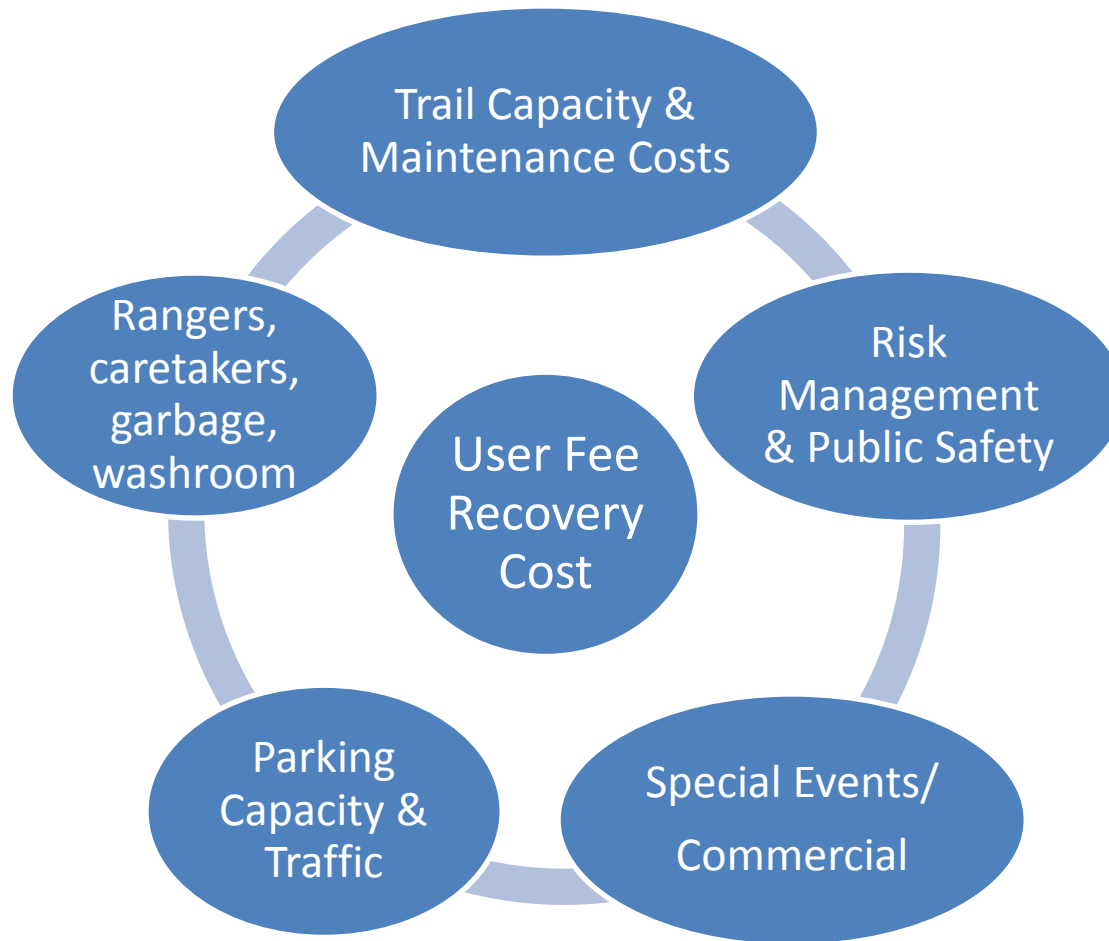 Trail Capacity &
Maintenance Costs
Rangers,
caretakers,
garbage,
washroom
Risk
Management
& Public Safety
User Fee
Recovery
Cost
Parking
Capacity &
Traffic
Special Events/
Commercial